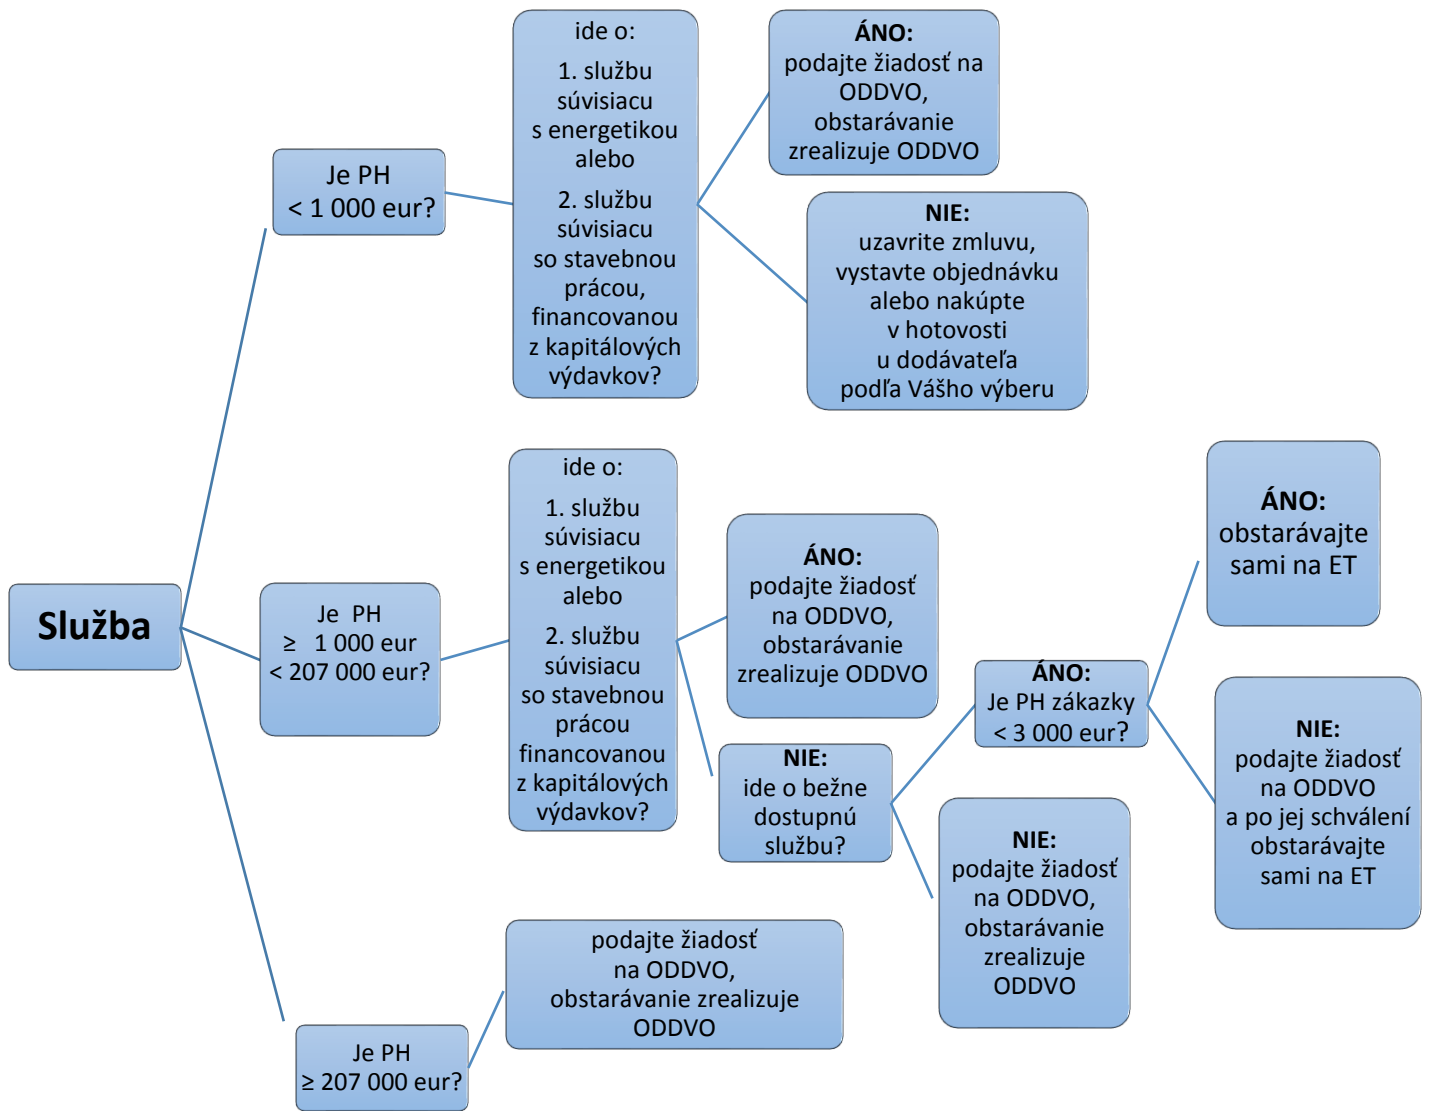 Služba
Je PH
< 1 000 eur?
ide o:
1. službu
súvisiacu
s energetikou
alebo
2. službu
súvisiacu
so stavebnou
prácou,
financovanou
z kapitálových
výdavkov?
ÁNO:
podajte žiadosť na
ODDVO,
obstarávanie
zrealizuje ODDVO
NIE:
uzavrite zmluvu,
vystavte objednávku
alebo nakúpte
v hotovosti
u dodávateľa
podľa Vášho výberu
Je PH
≥ 1 000 eur
< 207 000 eur?
ide o:
1. službu
súvisiacu
s energetikou
alebo
2. službu
súvisiacu
so stavebnou
prácou
financovanou
z kapitálových
výdavkov?
ÁNO:
podajte žiadosť
na ODDVO,
obstarávanie
zrealizuje ODDVO
NIE:
ide o bežne
dostupnú
službu?
ÁNO:
Je PH zákazky
< 3 000 eur?
ÁNO:
obstarávajte
sami na ET
NIE:
podajte žiadosť
na ODDVO
a po jej schválení
obstarávajte
sami na ET
NIE:
podajte žiadosť
na ODDVO,
obstarávanie
zrealizuje
ODDVO
Je PH
≥ 207 000 eur?
podajte žiadosť
na ODDVO,
obstarávanie zrealizuje
ODDVO